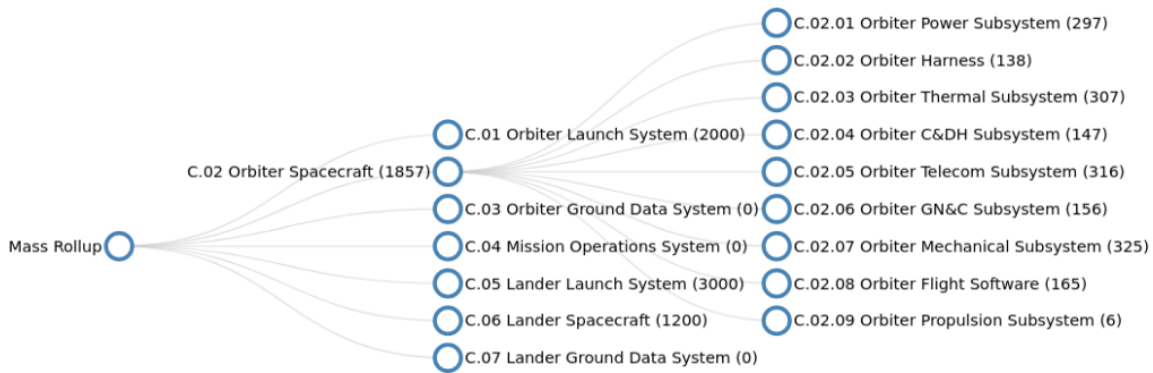 Mass Rollup
C.01 Orbiter Launch System (2000)
C.02 Orbiter Spacecraft (1857)
C.03 Orbiter Ground Data System (0)
C.04 Mission Operations System (0)
C.05 Lander Launch System (3000)
C.06 Lander Spacecraft (1200)
C.07 Lander Ground Data System (0)
C.02.01 Orbiter Power Subsystem (297)
C.02.02 Orbiter Harness (138)
C.02.03 Orbiter Thermal Subsystem (307)
C.02.04 Orbiter C&DH Subsystem (147)
C.02.05 Orbiter Telecom Subsystem (316)
C.02.06 Orbiter GN&C Subsystem (156)
C.02.07 Orbiter Mechanical Subsystem (325)
C.02.08 Orbiter Flight Software (165)
C.02.09 Orbiter Propulsion Subsystem (6)